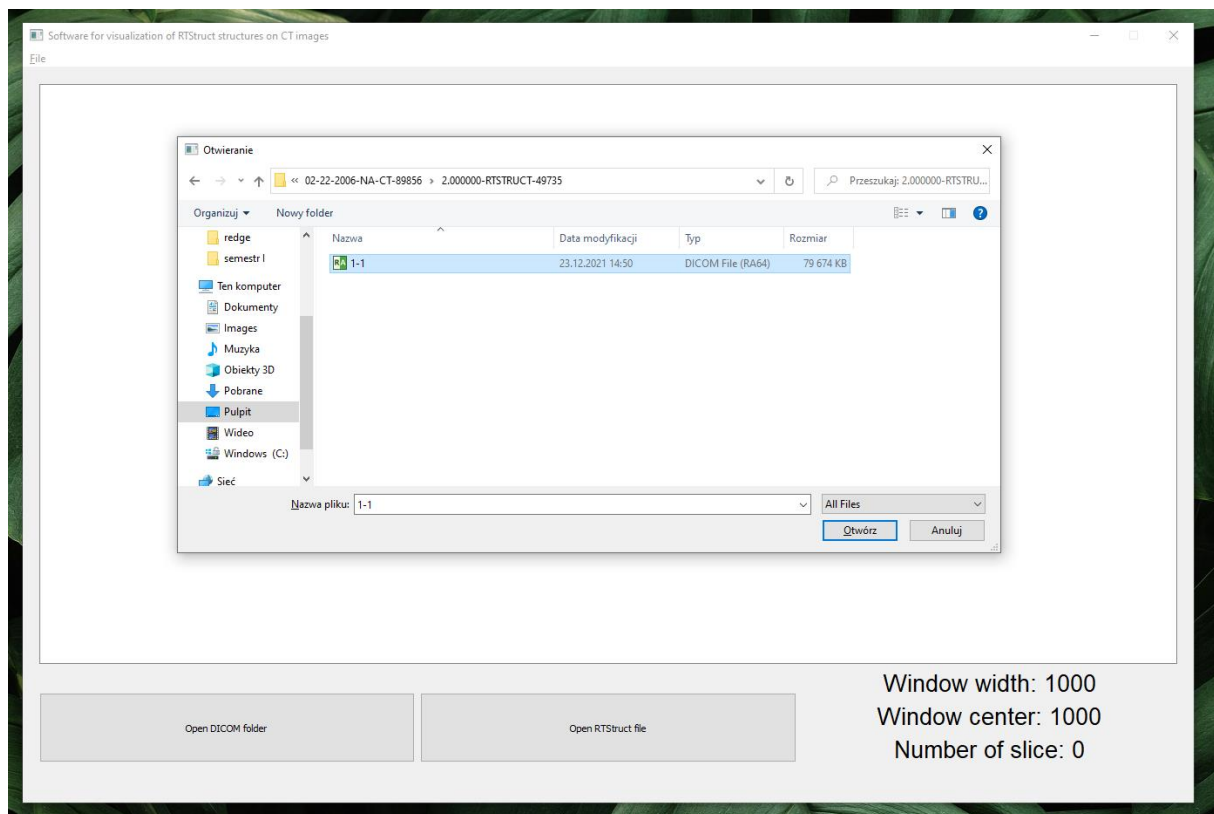 Software for visualization of RTStruct structures on CT images
File
Otwieranie
« 02-22-2006-NA-CT-89856 › 2.000000-RTSTRUCT-49735
Przeszukaj: 2.000000-RTSTRU...
Organizuj Nowy folder
redge
semestr I
Ten komputer
Dokumenty
Images
Muzyka
Obiekty 3D
Pobrane
Pulpit
Wideo
Windows (C:)
Sieć
Nazwa Data modyfikacji Typ Rozmiar
RA 1-1 23.12.2021 14:50 DICOM File (RA64) 79 674 KB
Nazwa pliku: 1-1 All Files
Otwórz Anuluj
Open DICOM folder
Open RTStruct file
Window width: 1000
Window center: 1000
Number of slice: 0